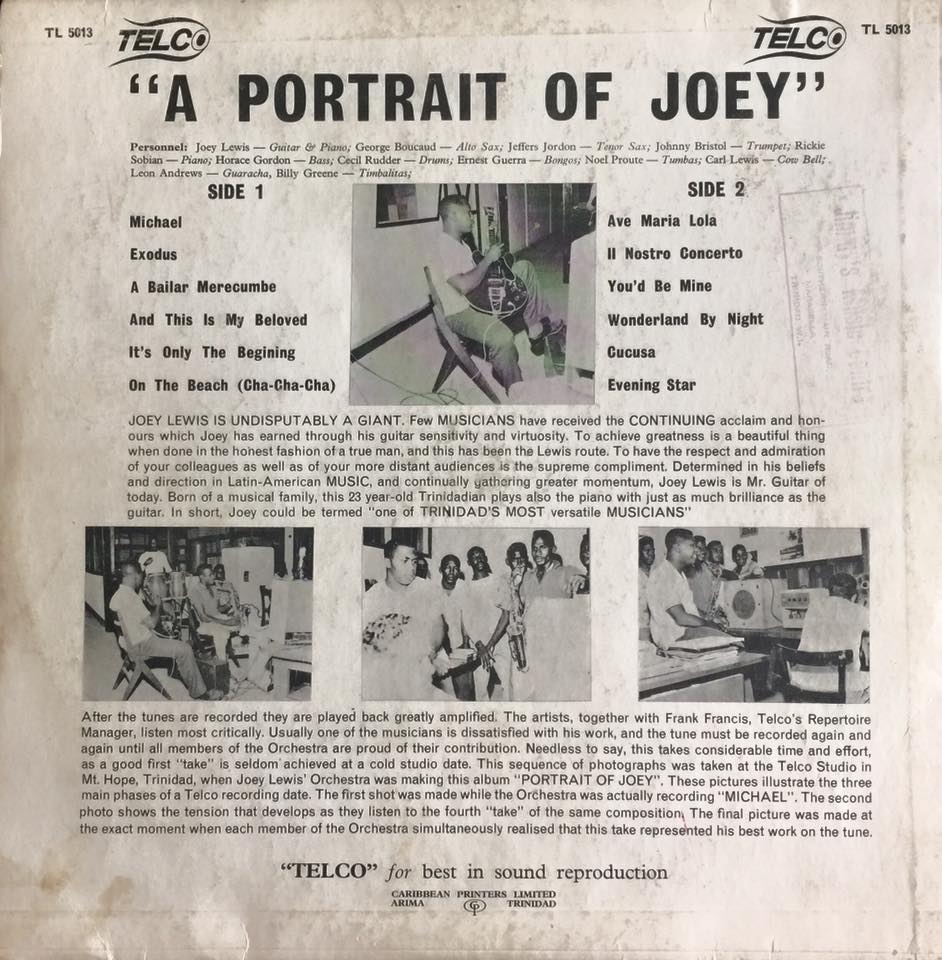 TL 5013
TELCO
TELCO
TL 5013
"A PORTRAIT OF JOEY"
Personnel: Joey Lewis — Guitar & Piano; George Boucaud — Alto Sax; Jeffers Jordon — Tenor Sax; Johnny Bristol — Trumpet; Rickie
Sobian — Piano; Horace Gordon — Bass; Cecil Rudder — Drums; Ernest Guerra — Bongos; Noel Proute — Tumbas; Carl Lewis — Cow Bell;
Leon Andrews — Guaracha, Billy Greene — Timbalitas;
SIDE 1
Michael
Exodus
A Bailar Merecumbe
And This Is My Beloved
It's Only The Begining
On The Beach (Cha-Cha-Cha)
SIDE 2
Ave Maria Lola
Il Nostro Concerto
You'd Be Mine
Wonderland By Night
Cucusa
Evening Star
JOEY LEWIS IS UNDISPUTABLY A GIANT. Few MUSICIANS have received the CONTINUING acclaim and hon-
ours which Joey has earned through his guitar sensitivity and virtuosity. To achieve greatness is a beautiful thing
when done in the honest fashion of a true man, and this has been the Lewis route. To have the respect and admiration
of your colleagues as well as of your more distant audiences is the supreme compliment. Determined in his beliefs
and direction in Latin-American MUSIC, and continually gathering greater momentum, Joey Lewis is Mr. Guitar of
today. Born of a musical family, this 23 year-old Trinidadian plays also the piano with just as much brilliance as the
guitar. In short, Joey could be termed "one of TRINIDAD'S MOST versatile MUSICIANS"
After the tunes are recorded they are played back greatly amplified. The artists, together with Frank Francis, Telco's Repertoire
Manager, listen most critically. Usually one of the musicians is dissatisfied with his work, and the tune must be recorded again and
again until all members of the Orchestra are proud of their contribution. Needless to say, this takes considerable time and effort,
as a good first "take" is seldom achieved at a cold studio date. This sequence of photographs was taken at the Telco Studio in
Mt. Hope, Trinidad, when Joey Lewis' Orchestra was making this album "PORTRAIT OF JOEY". These pictures illustrate the three
main phases of a Telco recording date. The first shot was made while the Orchestra was actually recording "MICHAEL". The second
photo shows the tension that develops as they listen to the fourth "take" of the same composition. The final picture was made at
the exact moment when each member of the Orchestra simultaneously realised that this take represented his best work on the tune.
"TELCO" for best in sound reproduction
CARIBBEAN PRINTERS LIMITED
ARIMA CP TRINIDAD